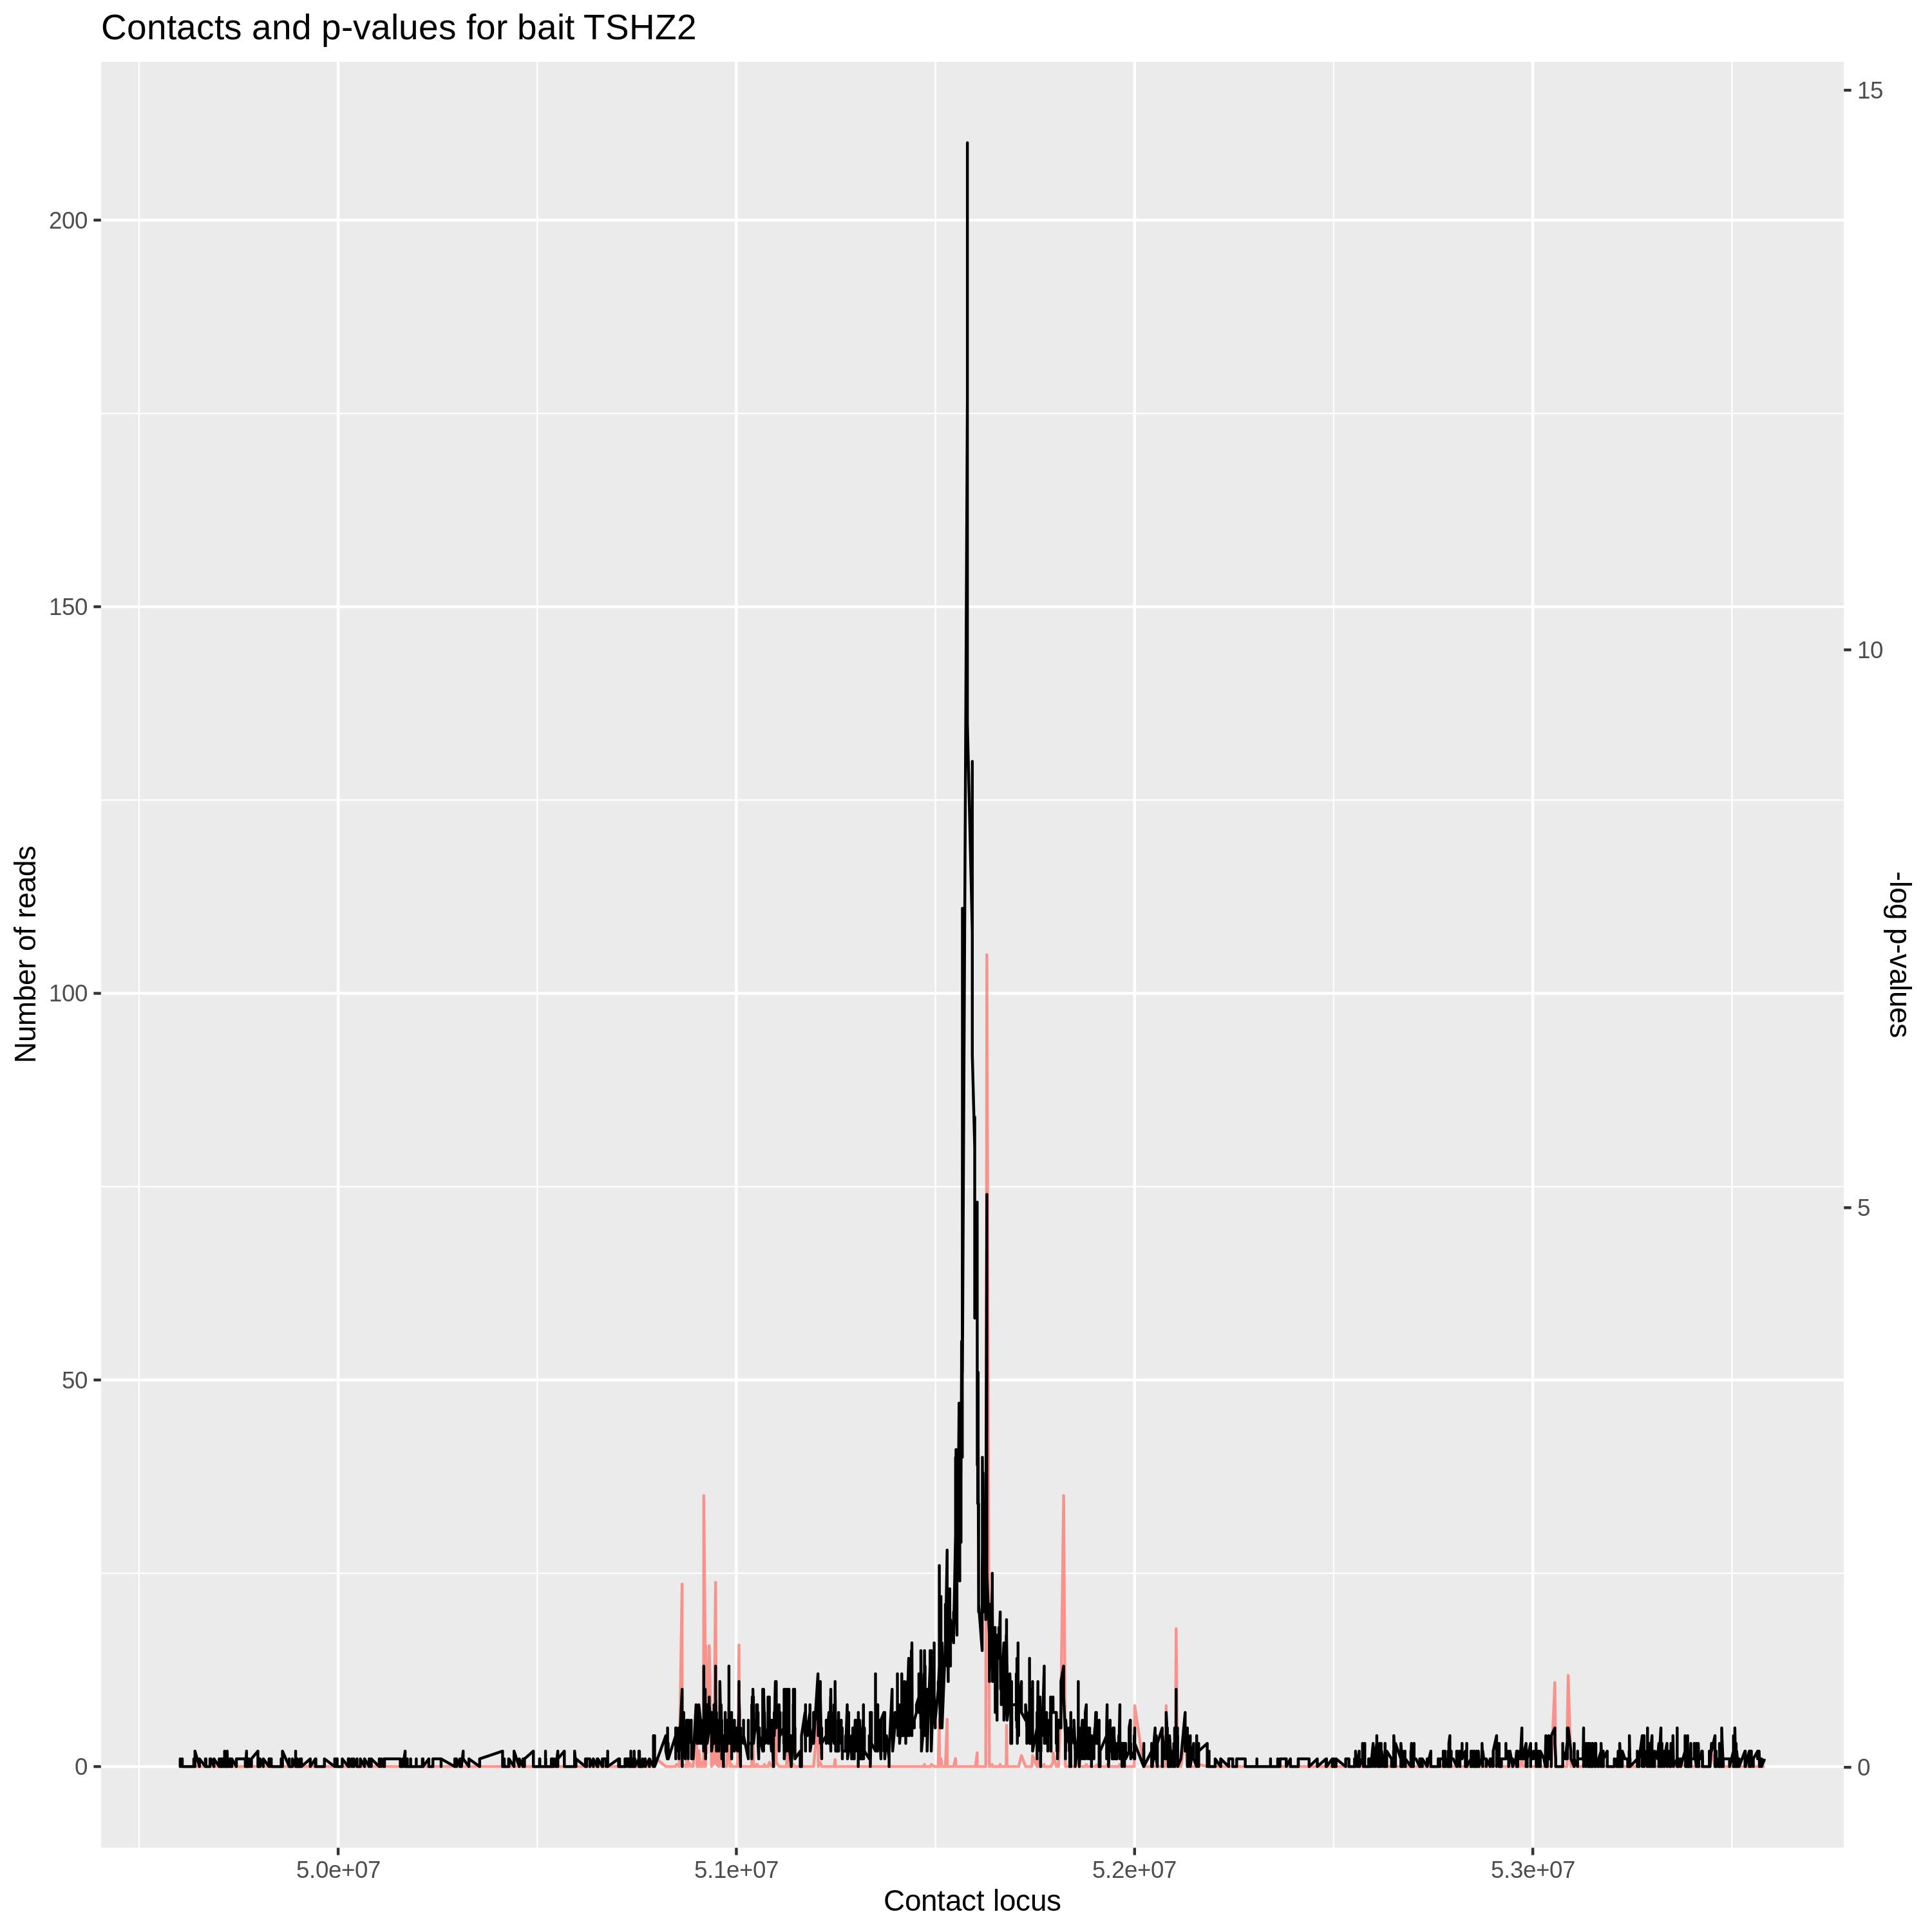 Contacts and p-values for bait TSHZ2
15
200
150
10
Number of reads
-log p-values
100
5
50
0
0
5.0e+07
5.1e+07
5.2e+07
5.3e+07
Contact locus